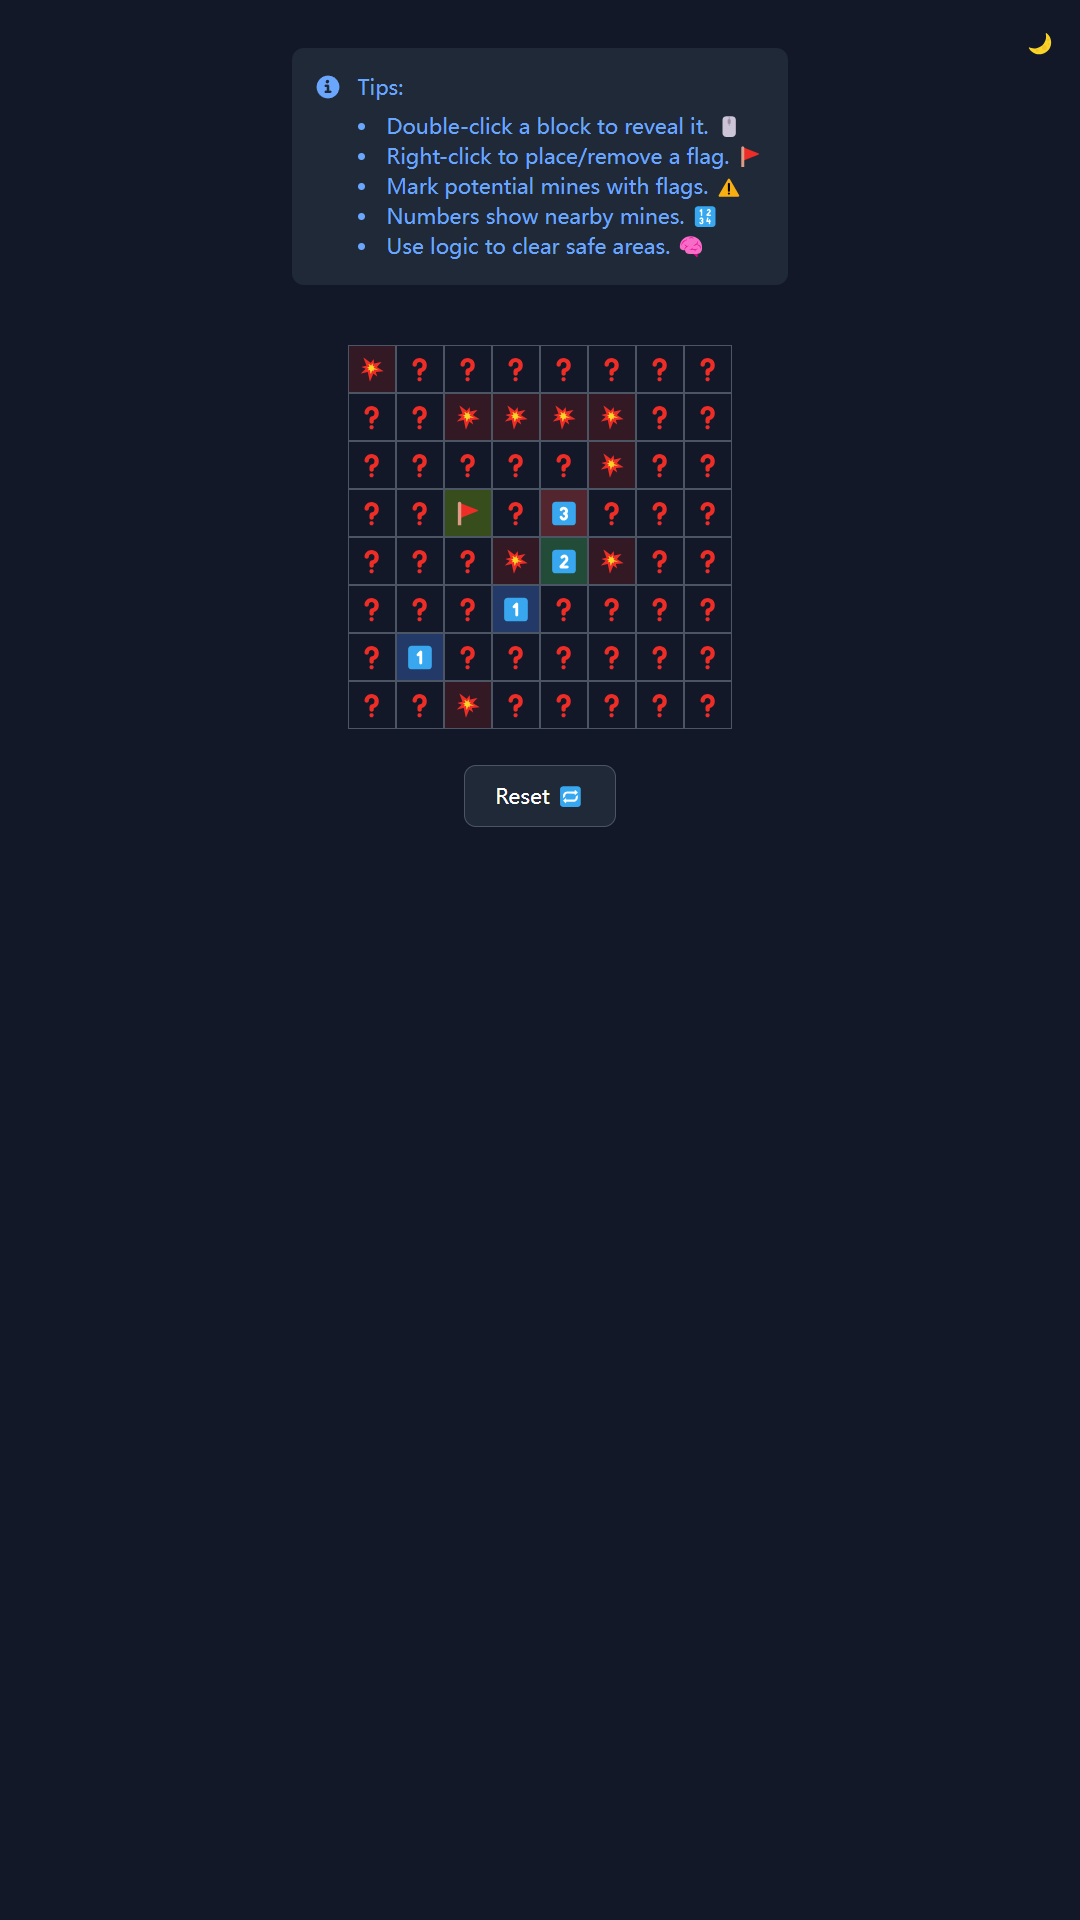 Tips:
Double-click a block to reveal it.
Right-click to place/remove a flag.
Mark potential mines with flags.
Numbers show nearby mines.
Use logic to clear safe areas.
❓ ❓ ❓ ❓ ❓ ❓ ❓
❓ ❓ ❓ ❓
❓ ❓ ❓ ❓ ❓ ❓ ❓
❓ ❓ ❓ 3 ❓ ❓ ❓
❓ ❓ ❓ 2 ❓ ❓
❓ ❓ ❓ 1 ❓ ❓ ❓ ❓
❓ 1 ❓ ❓ ❓ ❓ ❓ ❓
❓ ❓ ❓ ❓ ❓ ❓ ❓
Reset